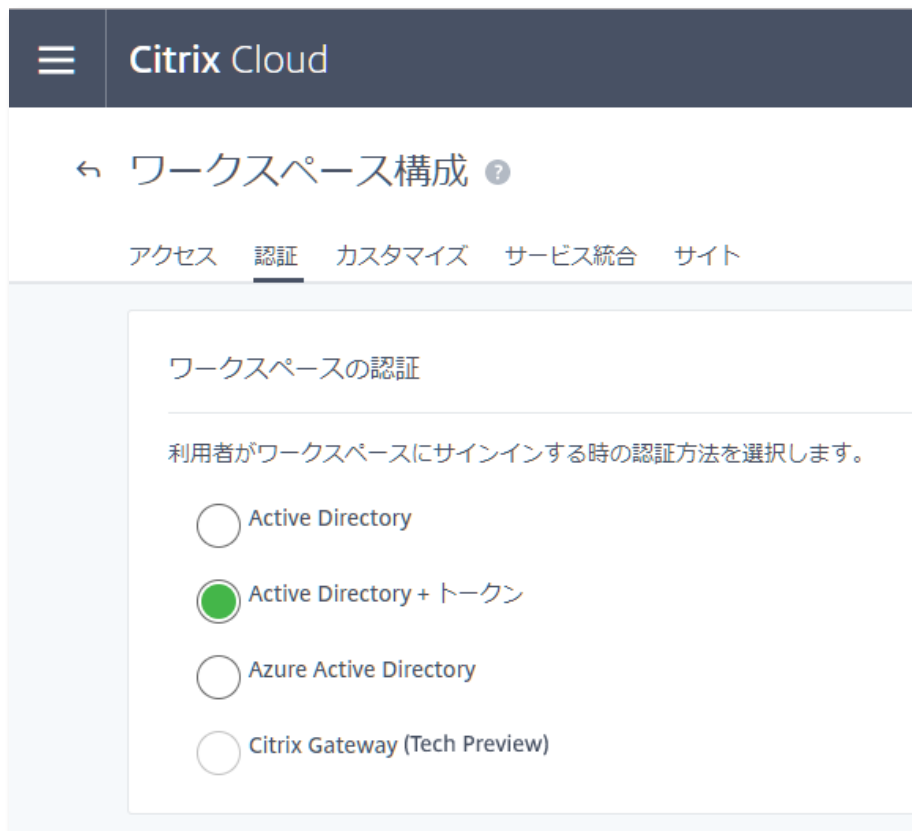 Citrix Cloud
ワークスペース構成 ?
アクセス 認証 カスタマイズ サービス統合 サイト
ワークスペースの認証
利用者がワークスペースにサインインする時の認証方法を選択します。
Active Directory
Active Directory + トークン
Azure Active Directory
Citrix Gateway (Tech Preview)